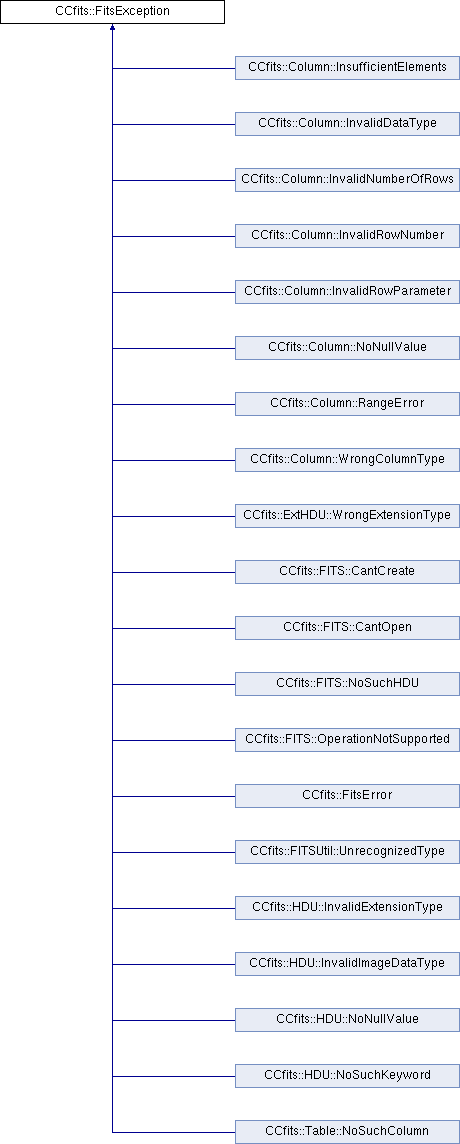 CCfits::FitsException
CCfits::Column::InsufficientElements
CCfits::Column::InvalidDataType
CCfits::Column::InvalidNumberOfRows
CCfits::Column::InvalidRowNumber
CCfits::Column::InvalidRowParameter
CCfits::Column::NoNullValue
CCfits::Column::RangeError
CCfits::Column::WrongColumnType
CCfits::ExtHDU::WrongExtensionType
CCfits::FITS::CantCreate
CCfits::FITS::CantOpen
CCfits::FITS::NoSuchHDU
CCfits::FITS::OperationNotSupported
CCfits::FitsError
CCfits::FITSUtil::UnrecognizedType
CCfits::HDU::InvalidExtensionType
CCfits::HDU::InvalidImageDataType
CCfits::HDU::NoNullValue
CCfits::HDU::NoSuchKeyword
CCfits::Table::NoSuchColumn